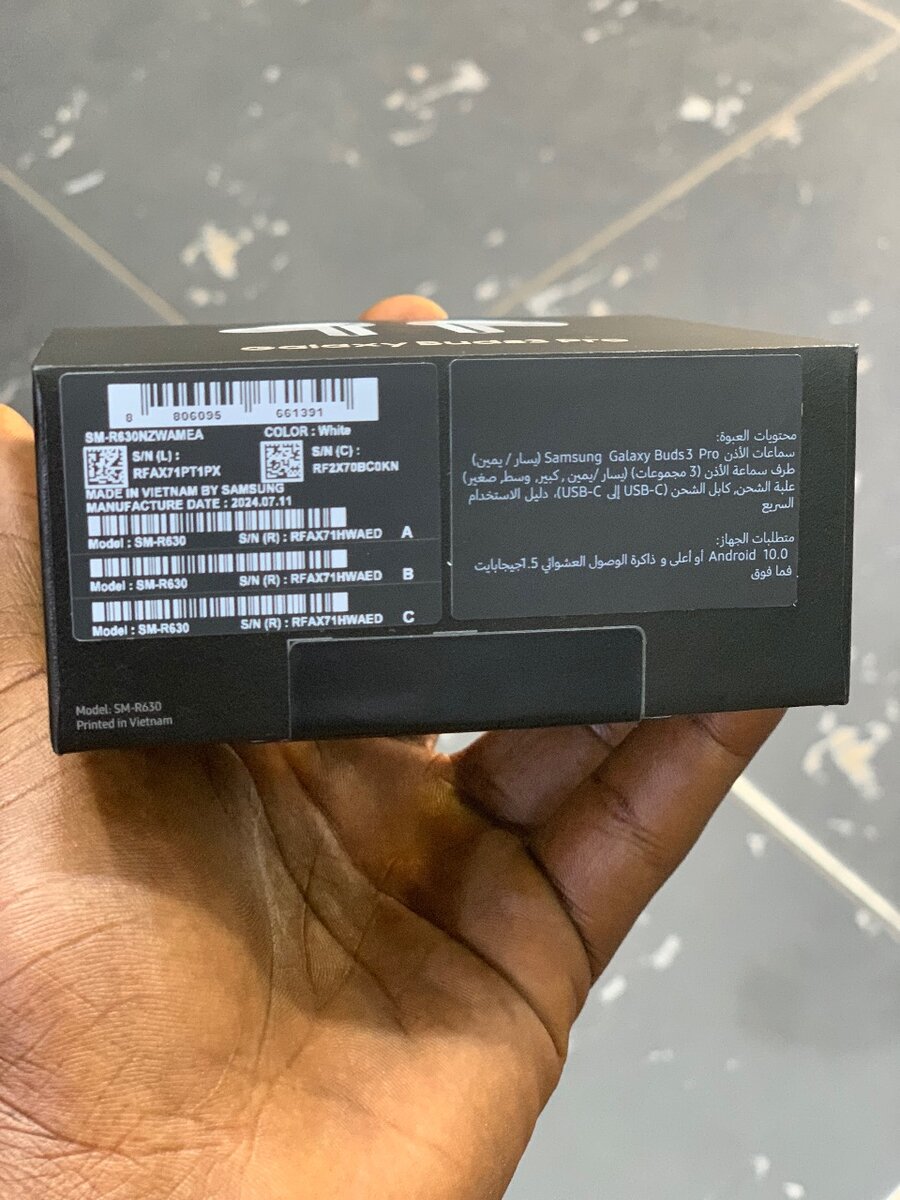 Galaxy Buds3 Pro
8 806095 661391
SM-R630NZWAMEA COLOR : White
S/N (L) :
RFAX71PT1PX
S/N (C) :
RF2X70BC0KN
MADE IN VIETNAM BY SAMSUNG
MANUFACTURE DATE : 2024.07.11
Model : SM-R630 S/N (R) : RFAX71HWAED A
Model : SM-R630 S/N (R) : RFAX71HWAED B
Model : SM-R630 S/N (R) : RFAX71HWAED C
محتويات العبوة:
سماعات الأذن Samsung Galaxy Buds3 Pro (يسار / يمين)
طرف سماعة الأذن (3 مجموعات) (يسار /يمين , كبير, وسط, صغير)
علبة الشحن, كابل الشحن (USB-C إلى USB-C)، دليل الاستخدام
السريع
متطلبات الجهاز:
Android 10.0 أو أعلى و ذاكرة الوصول العشوائي 1.5جيجابايت
فما فوق
Model: SM-R630
Printed in Vietnam